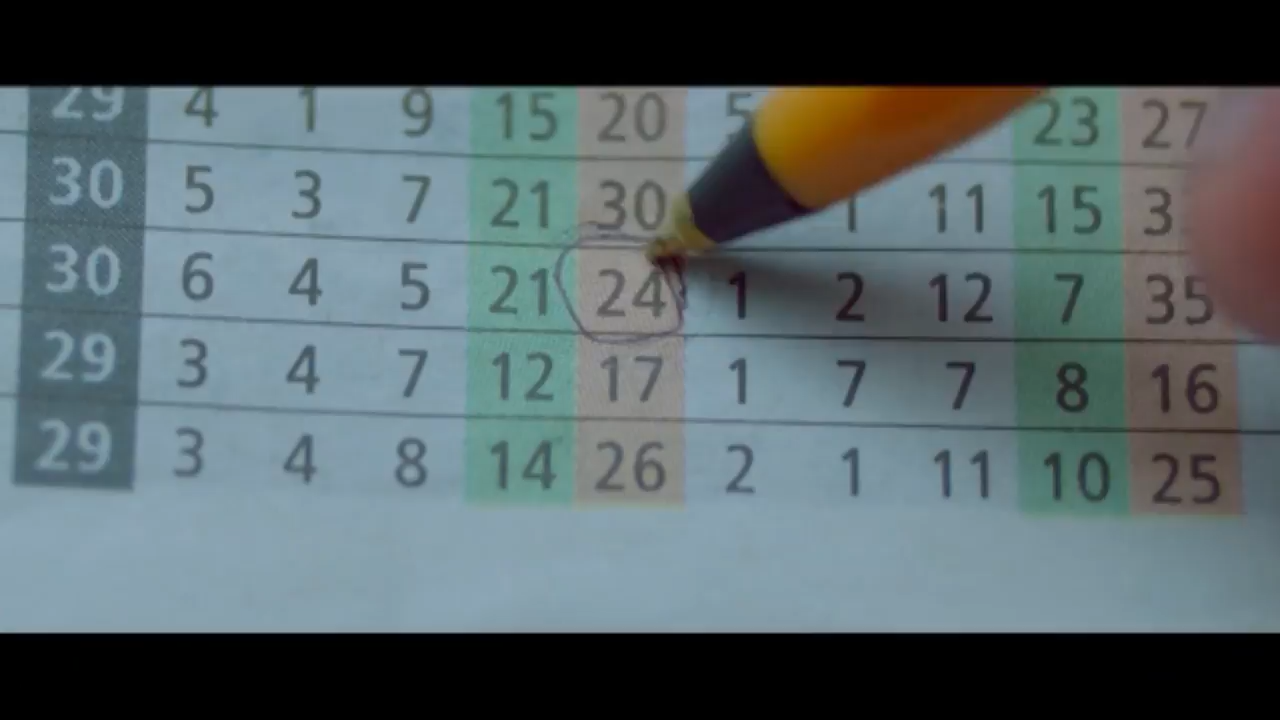 29 4 1 9 15 20 5 23 27
30 5 3 7 21 30 1 11 15
30 6 4 5 21 24 1 2 12 7 35
29 3 4 7 12 17 1 7 7 8 16
29 3 4 8 14 26 2 1 11 10 25